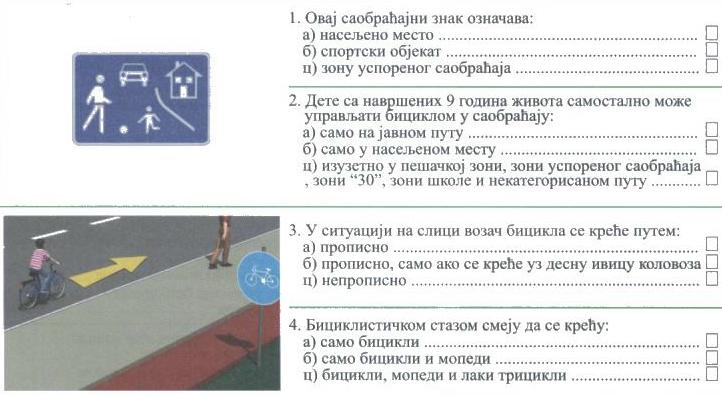 1. Овај саобраћајни знак означава:
а) насељено место
б) спортски објекат
ц) зону успореног саобраћаја
2. Дете са навршених 9 година живота самостално може
управљати бициклом у саобраћају:
а) само на јавном путу
б) само у насељеном месту
ц) изузетно у пешачкој зони, зони успореног саобраћаја
, зони “30”, зони школе и некатегорисаном путу
3. У ситуацији на слици возач бицикла се креће путем:
а) прописно
б) прописно, само ако се креће уз десну ивицу коловоза
ц) непрописно
4. Бициклистичком стазом смеју да се крећу:
а) само бицикли
б) само бицикли и мопеди
ц) бицикли, мопеди и лаки трицикли